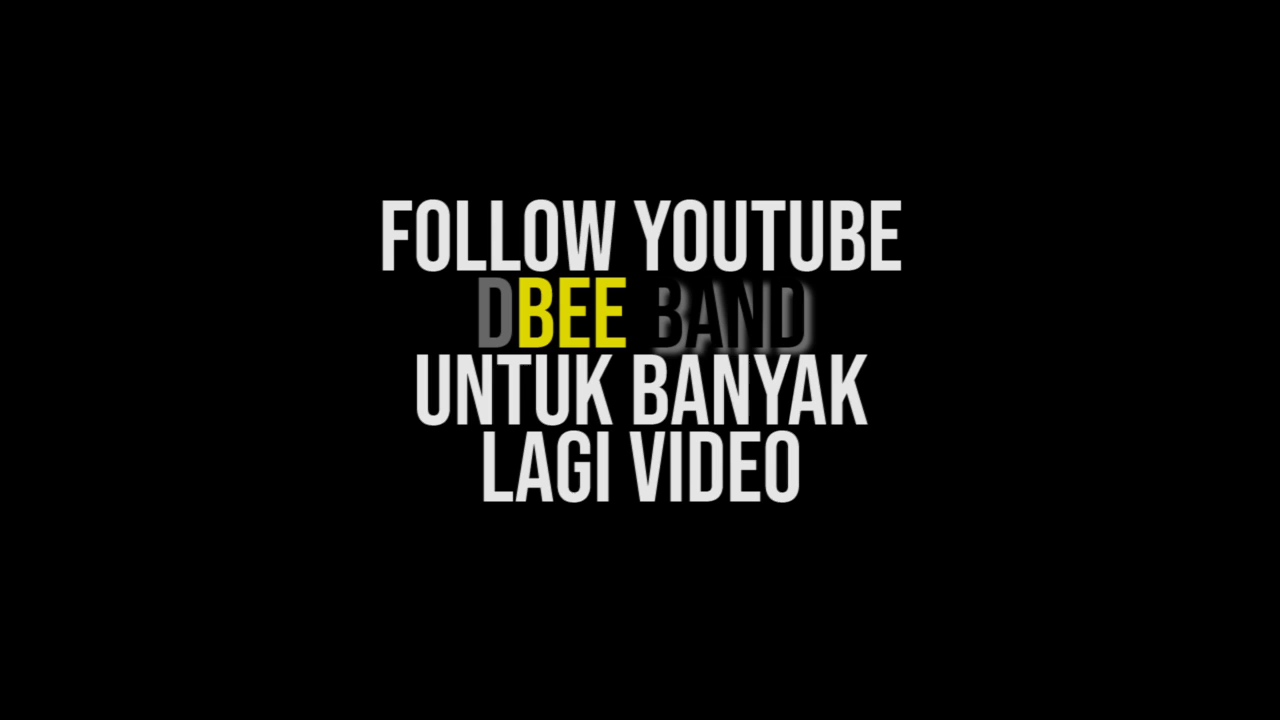 FOLLOW YOUTUBE
DBEE BAND
UNTUK BANYAK
LAGI VIDEO